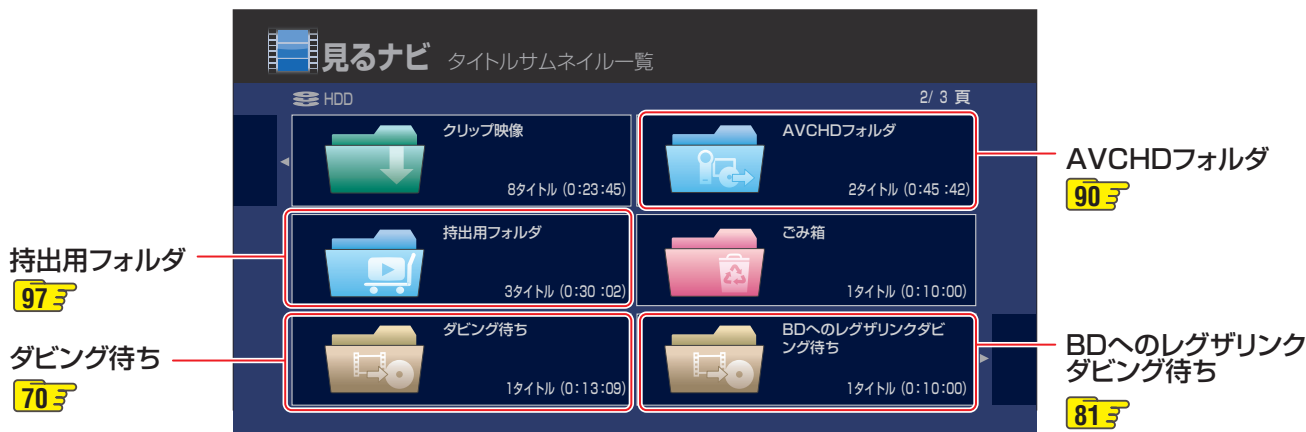 見るナビ タイトルサムネイル一覧
HDD
2/ 3 頁
クリップ映像
8タイトル (0:23:45)
AVCHDフォルダ
2タイトル (0:45 :42)
持出用フォルダ
3タイトル (0:30 :02)
ごみ箱
1タイトル (0:10:00)
ダビング待ち
1タイトル (0:13:09)
BDへのレグザリンクダビ
ング待ち
1タイトル (0:10:00)
AVCHDフォルダ
90
持出用フォルダ
97
ダビング待ち
70
BDへのレグザリンク
ダビング待ち
81